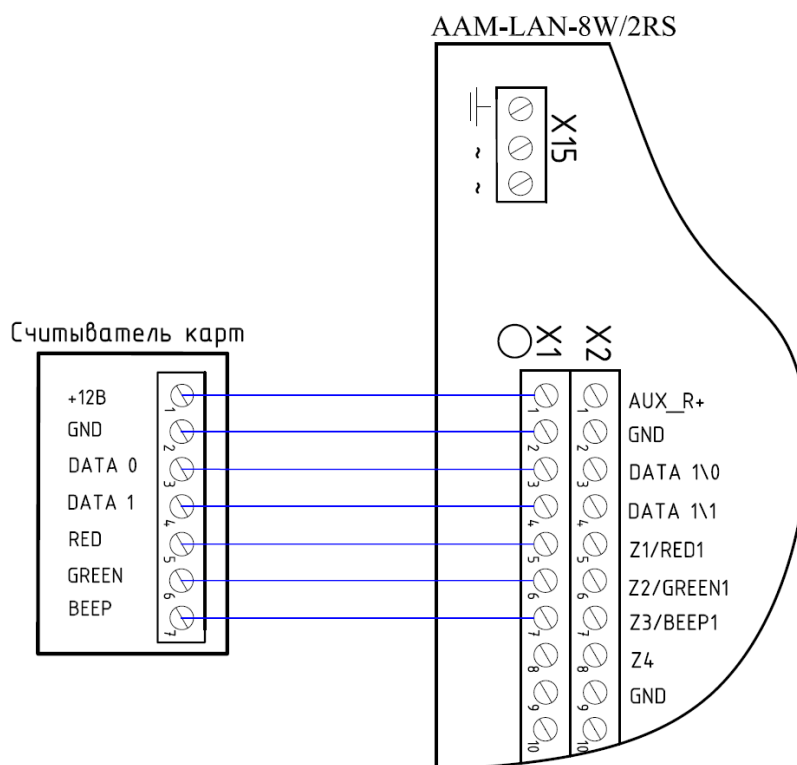 AAM-LAN-8W/2RS
X15
~
~
Считыватель карт
+12В
GND
DATA 0
DATA 1
RED
GREEN
BEEP
1
2
3
4
5
6
7
X1
X2
1
2
3
4
5
6
7
8
9
10
1
2
3
4
5
6
7
8
9
10
AUX_R+
GND
DATA 1\0
DATA 1\1
Z1/RED1
Z2/GREEN1
Z3/BEEP1
Z4
GND